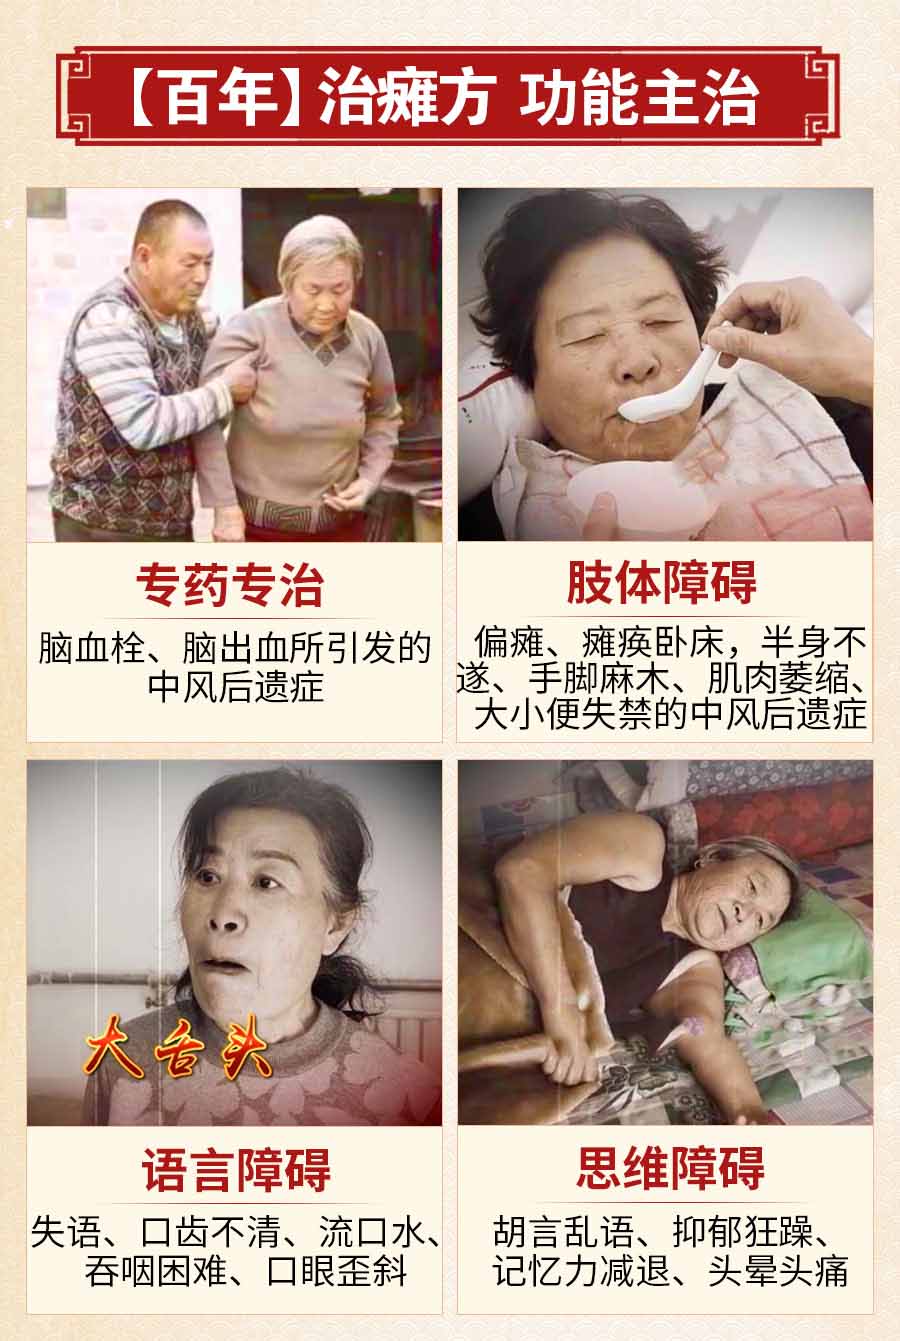 【百年】治瘫方 功能主治
专药专治
脑血栓、脑出血所引发的
中风后遗症
肢体障碍
偏瘫、瘫痪卧床，半身不
遂、手脚麻木、肌肉萎缩、
大小便失禁的中风后遗症
大舌头
语言障碍
失语、口齿不清、流口水、
吞咽困难、口眼歪斜
思维障碍
胡言乱语、抑郁狂躁、
记忆力减退、头晕头痛